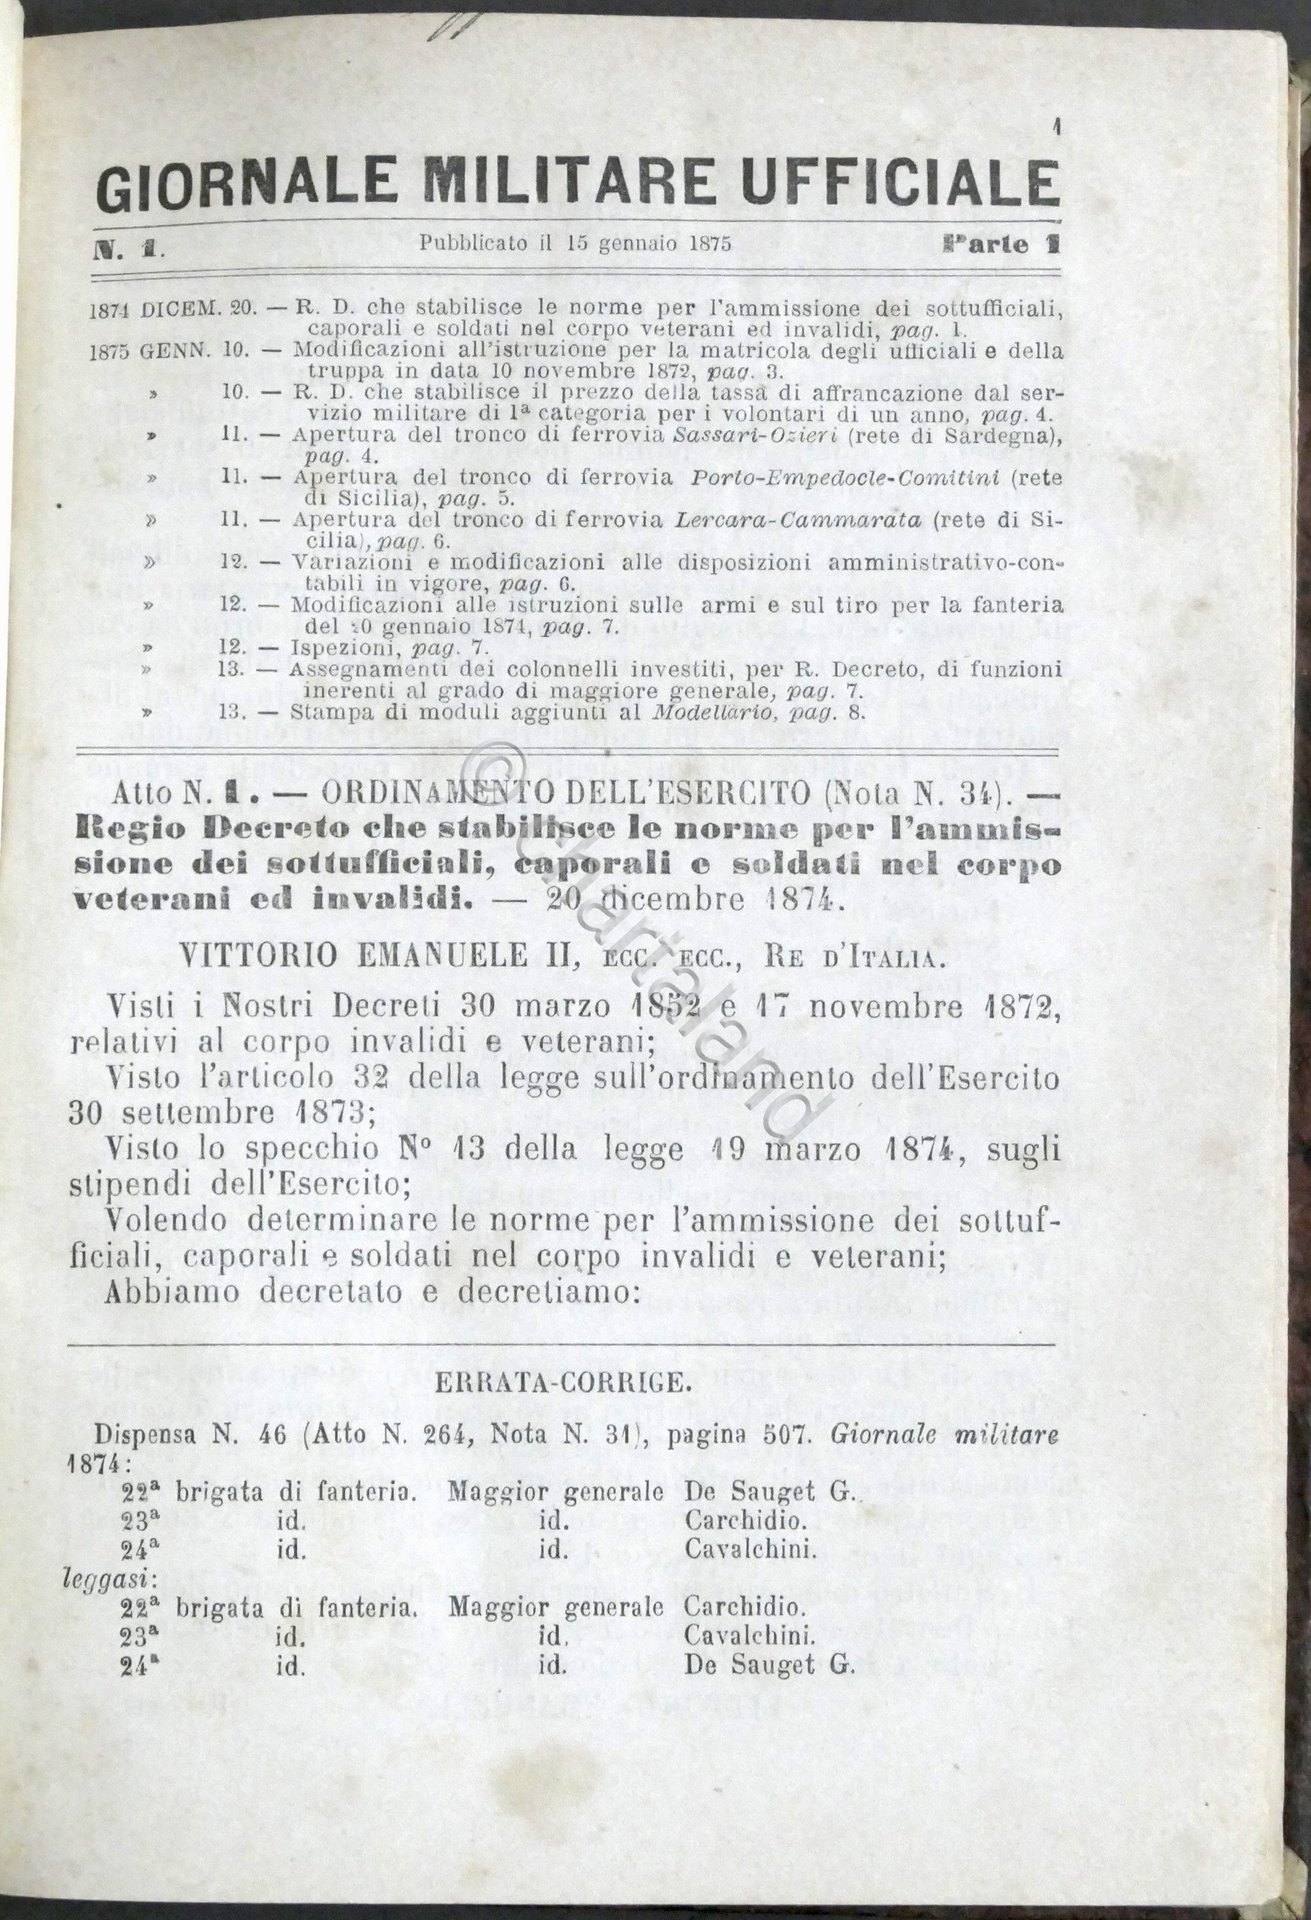 1
GIORNALE MILITARE UFFICIALE
N. 1. Pubblicato il 15 gennaio 1875 Parte 1
1874 DICEM. 20. — R. D. che stabilisce le norme per l'ammissione dei sottufficiali,
caporali e soldati nel corpo veterani ed invalidi, pag. 1.
1875 GENN. 10. — Modificazioni all'istruzione per la matricola degli ufficiali e della
truppa in data 10 novembre 1872, pag. 3.
» 10. — R. D. che stabilisce il prezzo della tassa di affrancazione dal ser-
vizio militare di 1ª categoria per i volontari di un anno, pag. 4.
» 11. — Apertura del tronco di ferrovia Sassari-Ozieri (rete di Sardegna),
pag. 4.
» 11. — Apertura del tronco di ferrovia Porto-Empedocle-Comitini (rete
di Sicilia), pag. 5.
» 11. — Apertura del tronco di ferrovia Lercara-Cammarata (rete di Si-
cilia), pag. 6.
» 12. — Variazioni e modificazioni alle disposizioni amministrativo-con-
tabili in vigore, pag. 6.
» 12. — Modificazioni alle istruzioni sulle armi e sul tiro per la fanteria
del 20 gennaio 1874, pag. 7.
» 12. — Ispezioni, pag. 7.
» 13. — Assegnamenti dei colonnelli investiti, per R. Decreto, di funzioni
inerenti al grado di maggiore generale, pag. 7.
» 13. — Stampa di moduli aggiunti al Modellario, pag. 8.
Atto N. 1. — ORDINAMENTO DELL'ESERCITO (Nota N. 34). —
Regio Decreto che stabilisce le norme per l'ammis-
sione dei sottufficiali, caporali e soldati nel corpo
veterani ed invalidi. — 20 dicembre 1874.
VITTORIO EMANUELE II, ECC. ECC., RE D'ITALIA.
Visti i Nostri Decreti 30 marzo 1852 e 17 novembre 1872,
relativi al corpo invalidi e veterani;
Visto l'articolo 32 della legge sull'ordinamento dell'Esercito
30 settembre 1873;
Visto lo specchio Nº 13 della legge 19 marzo 1874, sugli
stipendi dell'Esercito;
Volendo determinare le norme per l'ammissione dei sottuf-
ficiali, caporali e soldati nel corpo invalidi e veterani;
Abbiamo decretato e decretiamo:
ERRATA-CORRIGE.
Dispensa N. 46 (Atto N. 264, Nota N. 31), pagina 507. Giornale militare
1874:
22ª brigata di fanteria. Maggior generale De Sauget G.
23ª id. id. Carchidio.
24ª id. id. Cavalchini.
leggasi:
22ª brigata di fanteria. Maggior generale Carchidio.
23ª id. id. Cavalchini.
24ª id. id. De Sauget G.
© Chartaland